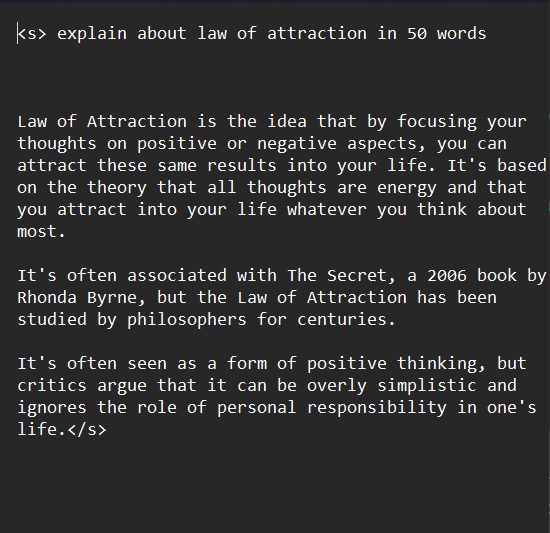 <s> explain about law of attraction in 50 words
Law of Attraction is the idea that by focusing your
thoughts on positive or negative aspects, you can
attract these same results into your life. It's based
on the theory that all thoughts are energy and that
you attract into your life whatever you think about
most.
It's often associated with The Secret, a 2006 book by
Rhonda Byrne, but the Law of Attraction has been
studied by philosophers for centuries.
It's often seen as a form of positive thinking, but
critics argue that it can be overly simplistic and
ignores the role of personal responsibility in one's
life.</s>